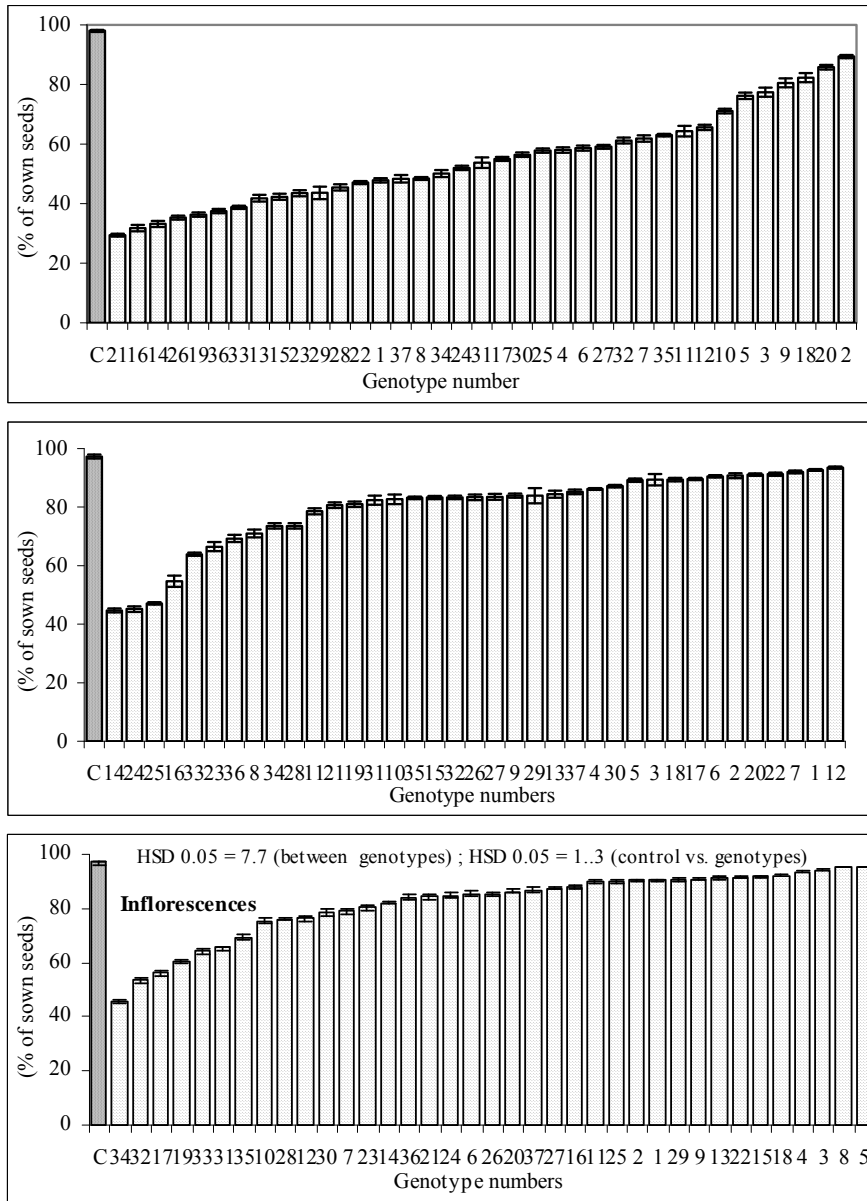 100
80
60
40
20
0
(% of sown seeds)
C 21 16 14 26 19 36 33 13 15 23 29 28 22 1 37 8 34 24 31 17 30 25 4 6 27 32 7 35 11 12 10 5 3 9 18 20 2
Genotype number
100
80
60
40
20
0
(% of sown seeds)
C 14 24 25 16 33 23 36 8 34 28 11 21 19 31 10 35 15 32 26 27 9 29 13 37 4 30 5 3 18 17 6 2 20 22 7 1 12
Genotype numbers
HSD 0.05 = 7.7 (between genotypes) ; HSD 0.05 = 1..3 (control vs. genotypes)
Inflorescences
100
80
60
40
20
0
(% of sown seeds)
C 34 32 17 19 33 31 35 10 28 12 30 7 23 14 36 21 24 6 26 20 37 27 16 11 25 2 1 29 9 13 22 15 18 4 3 8 5
Genotype numbers